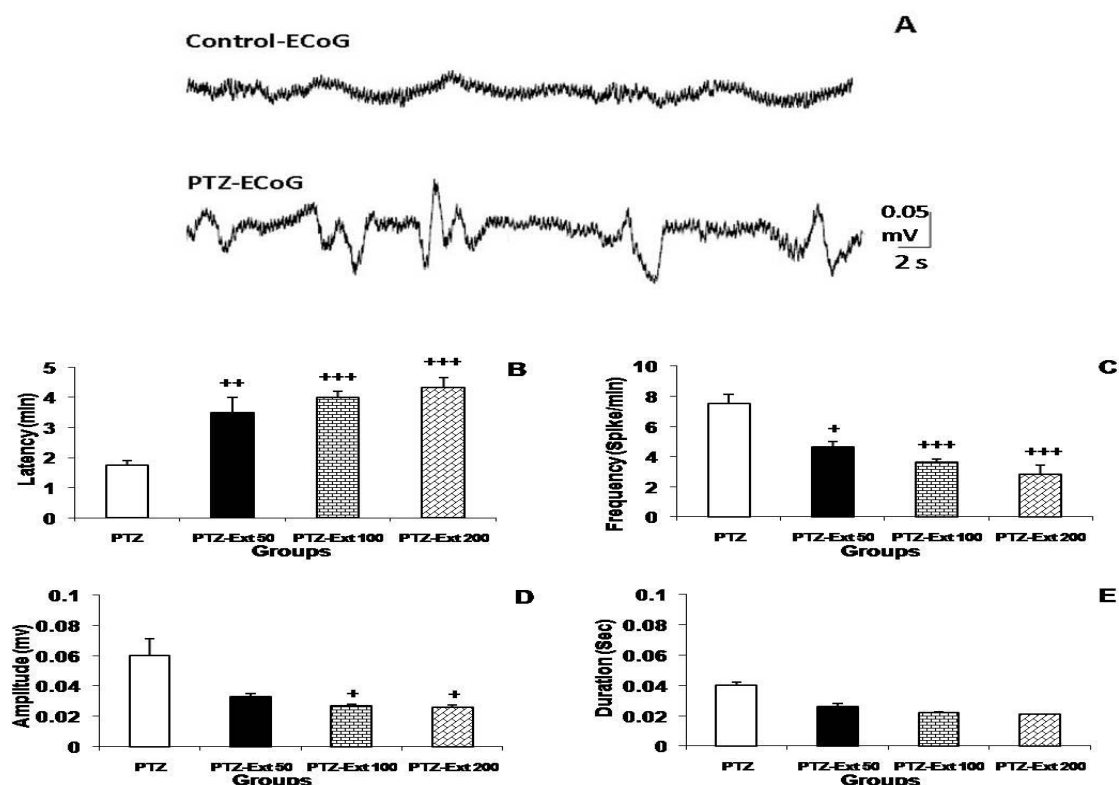 A
Control-ECoG
PTZ-ECoG
0.05
mV
2 s
B
Latency (min)
5
4
3
2
1
0
++
+++
+++
PTZ
PTZ-Ext 50
PTZ-Ext 100
PTZ-Ext 200
Groups
C
Frequency (Spike/min)
10
8
6
4
2
0
+
+++
+++
PTZ
PTZ-Ext 50
PTZ-Ext 100
PTZ-Ext 200
Groups
D
Amplitude (mv)
0.1
0.08
0.06
0.04
0.02
0
+
+
PTZ
PTZ-Ext 50
PTZ-Ext 100
PTZ-Ext 200
Groups
E
Duration (Sec)
0.1
0.08
0.06
0.04
0.02
0
PTZ
PTZ-Ext 50
PTZ-Ext 100
PTZ-Ext 200
Groups